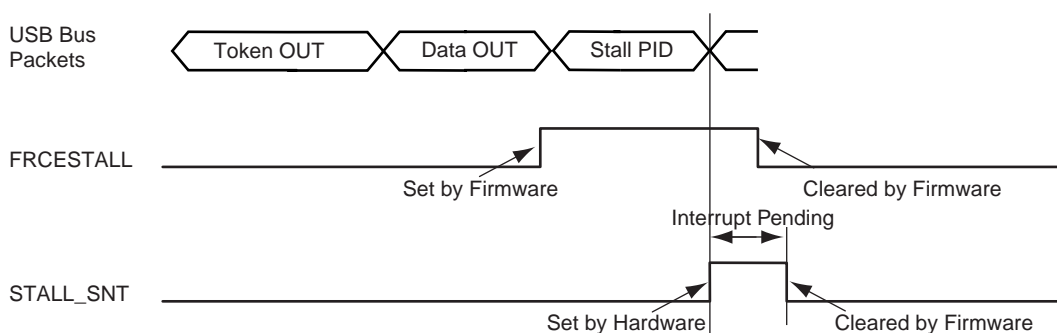 USB Bus
Packets
Token OUT
Data OUT
Stall PID
FRCESTALL
Set by Firmware
Cleared by Firmware
Interrupt Pending
STALL_SNT
Set by Hardware
Cleared by Firmware